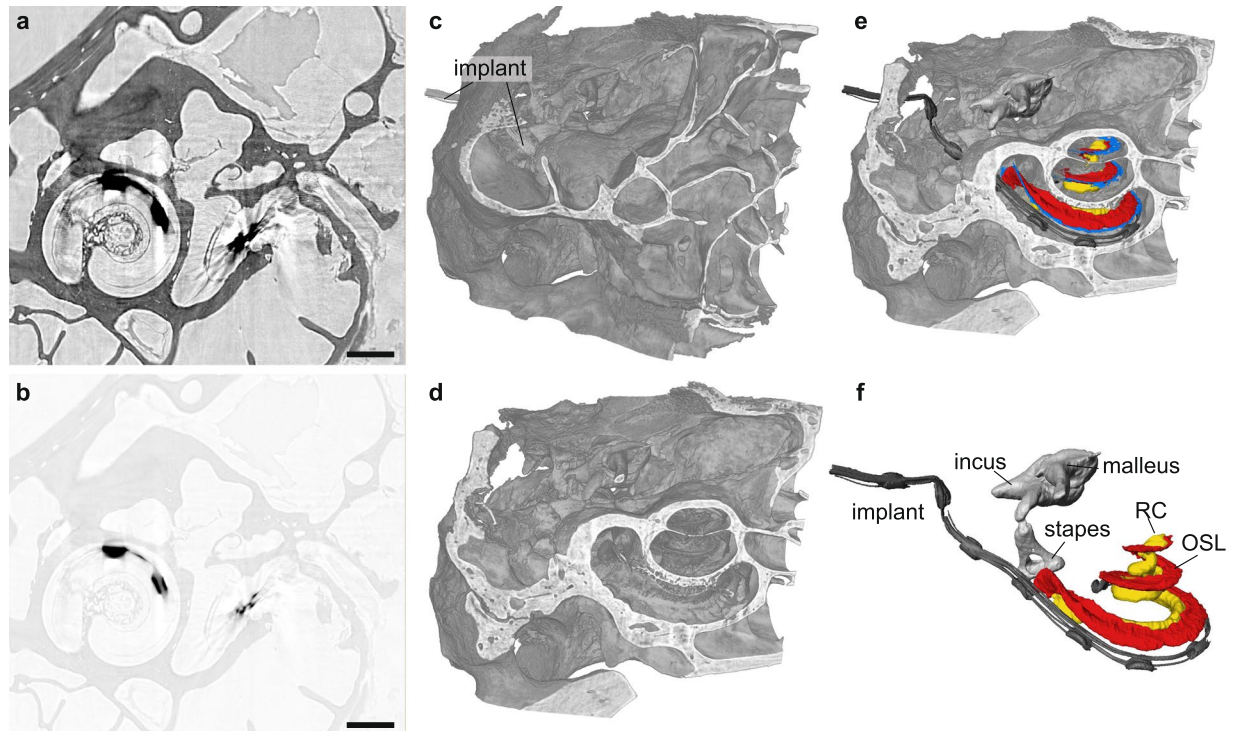 a
b
c
implant
d
e
f
incus
malleus
implant
stapes
RC
OSL